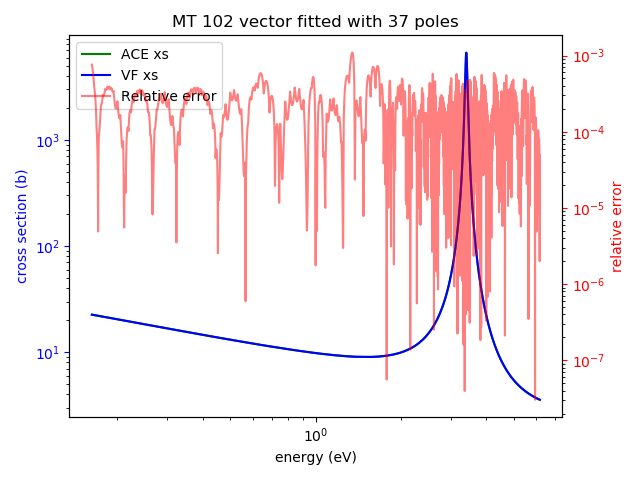 MT 102 vector fitted with 37 poles
ACE xs
VF xs
Relative error
cross section (b)
10³
10²
10¹
relative error
10⁻³
10⁻⁴
10⁻⁵
10⁻⁶
10⁻⁷
10⁰
energy (eV)